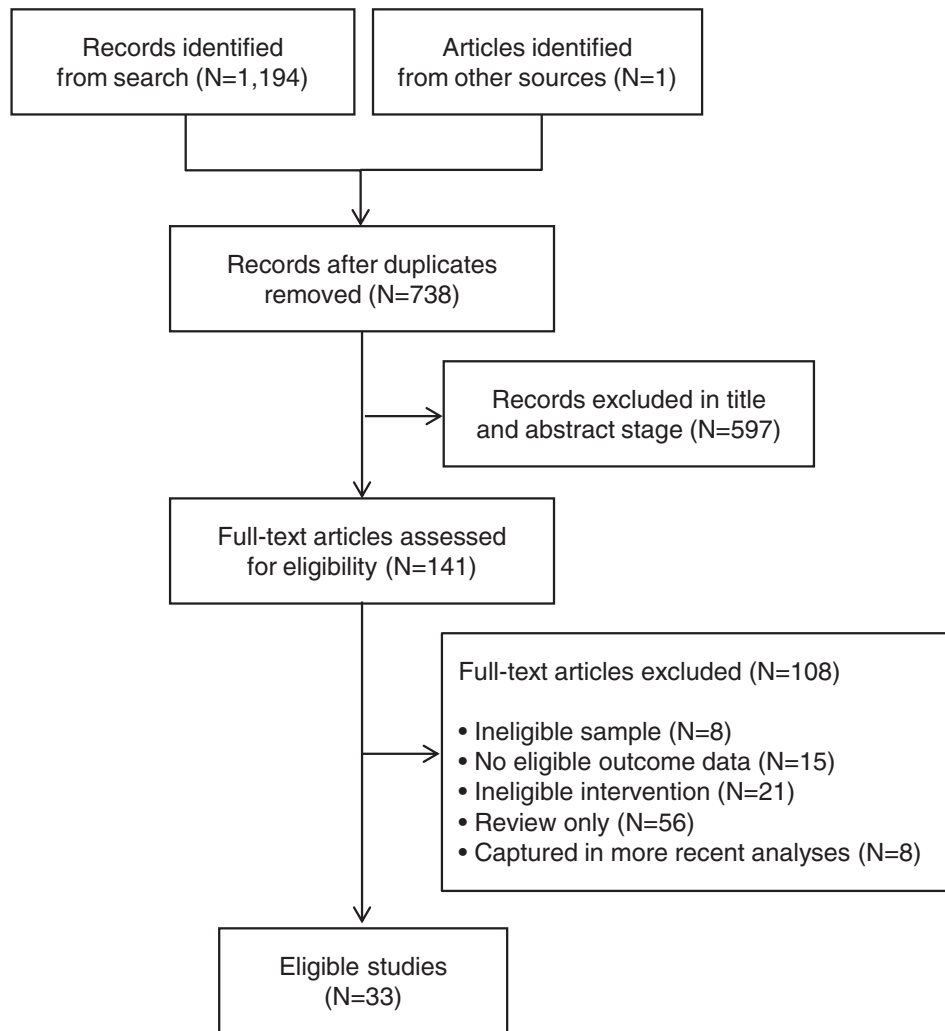 Records identified
from search (N=1,194)
Articles identified
from other sources (N=1)
Records after duplicates
removed (N=738)
Records excluded in title
and abstract stage (N=597)
Full-text articles assessed
for eligibility (N=141)
Full-text articles excluded (N=108)
• Ineligible sample (N=8)
• No eligible outcome data (N=15)
• Ineligible intervention (N=21)
• Review only (N=56)
• Captured in more recent analyses (N=8)
Eligible studies
(N=33)